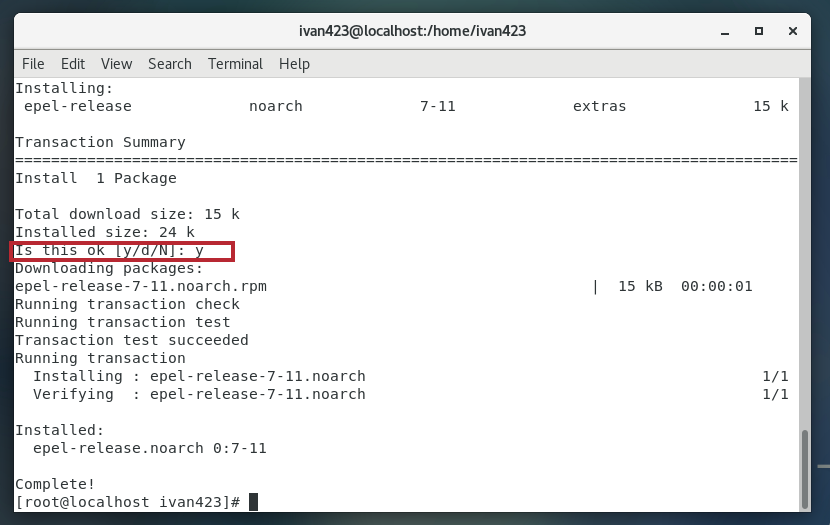 ivan423@localhost:/home/ivan423
File Edit View Search Terminal Help
Installing:
 epel-release             noarch             7-11             extras              15 k

Transaction Summary
=======================================================================================
Install  1 Package

Total download size: 15 k
Installed size: 24 k
Is this ok [y/d/N]: y
Downloading packages:
epel-release-7-11.noarch.rpm                                    |  15 kB  00:00:01
Running transaction check
Running transaction test
Transaction test succeeded
Running transaction
  Installing : epel-release-7-11.noarch                                            1/1
  Verifying  : epel-release-7-11.noarch                                            1/1

Installed:
  epel-release.noarch 0:7-11

Complete!
[root@localhost ivan423]#